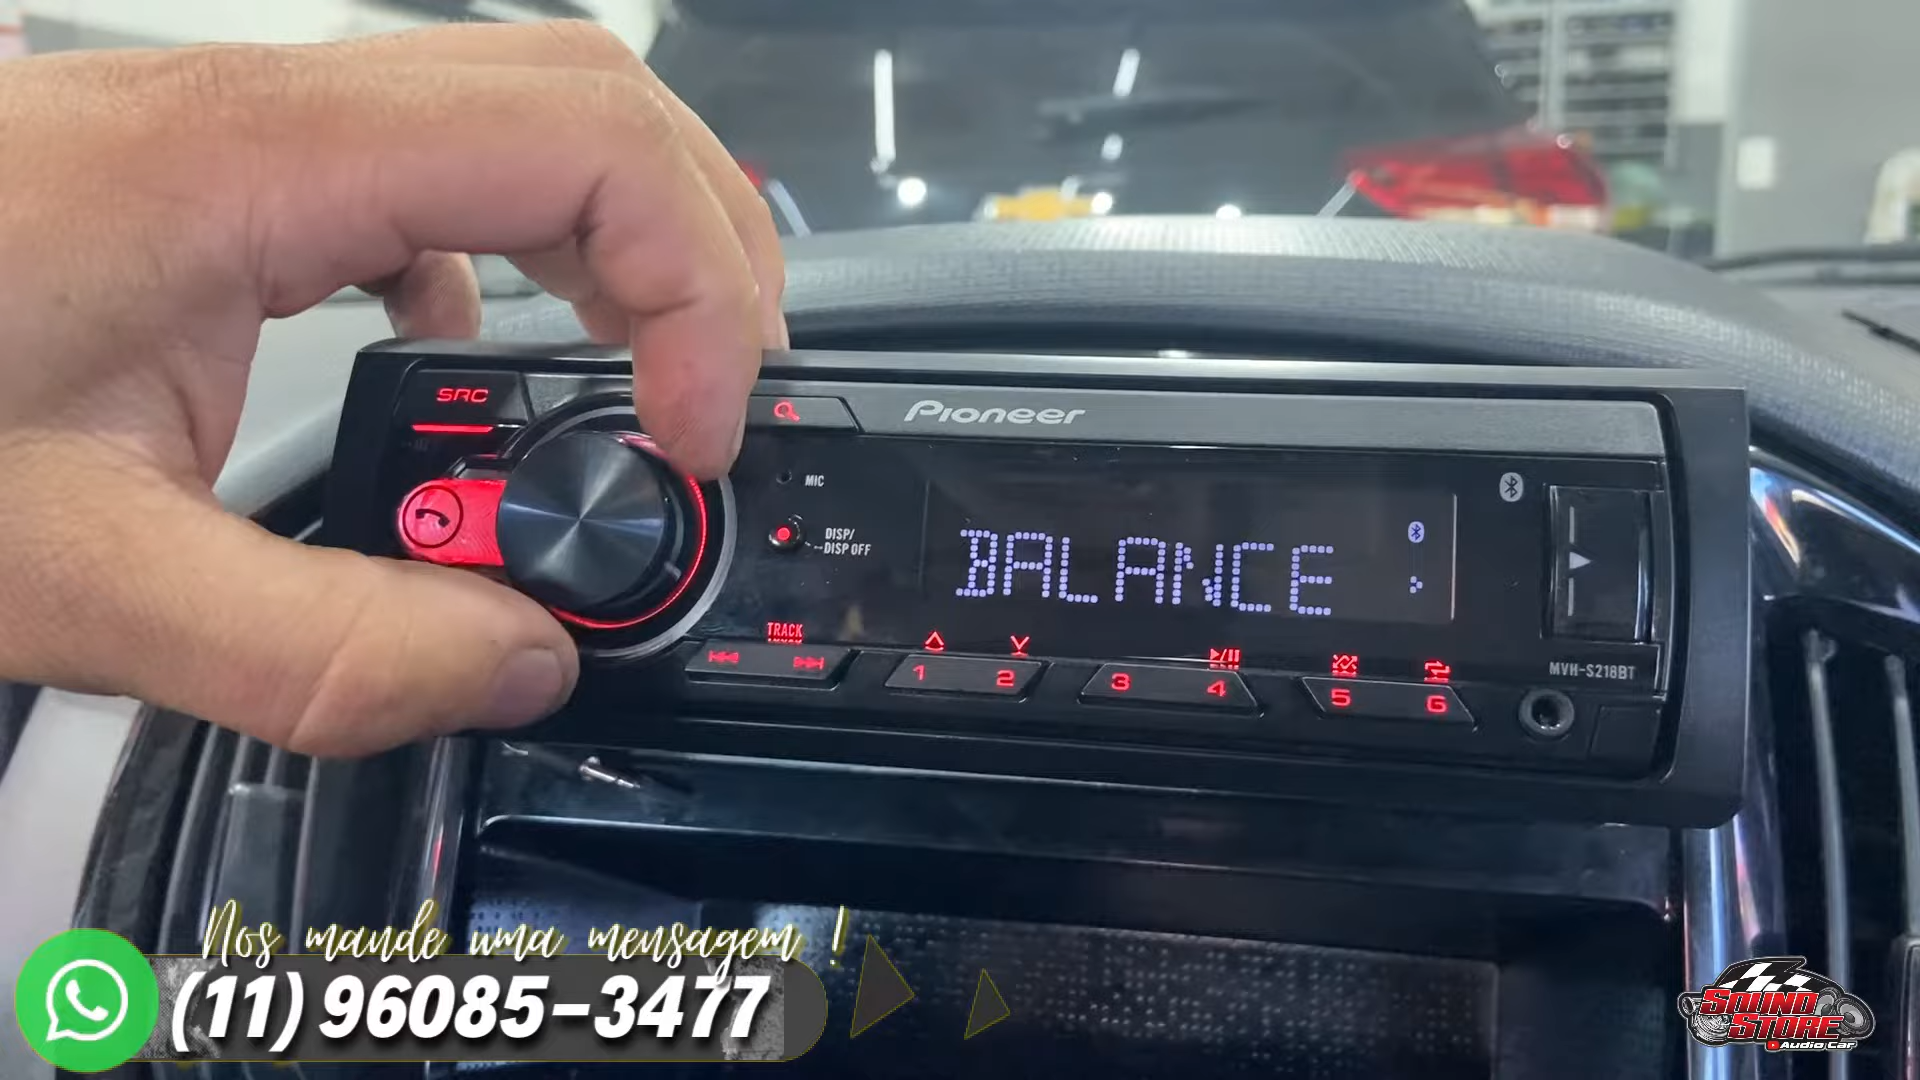 SRC
Pioneer
MIC
DISP/
DISP OFF
BALANCE
TRACK
1 2 3 4 5 6
MVH-S218BT
Nos mande uma mensagem !
(11) 96085-3477
SOUND
STORE
Audio Car